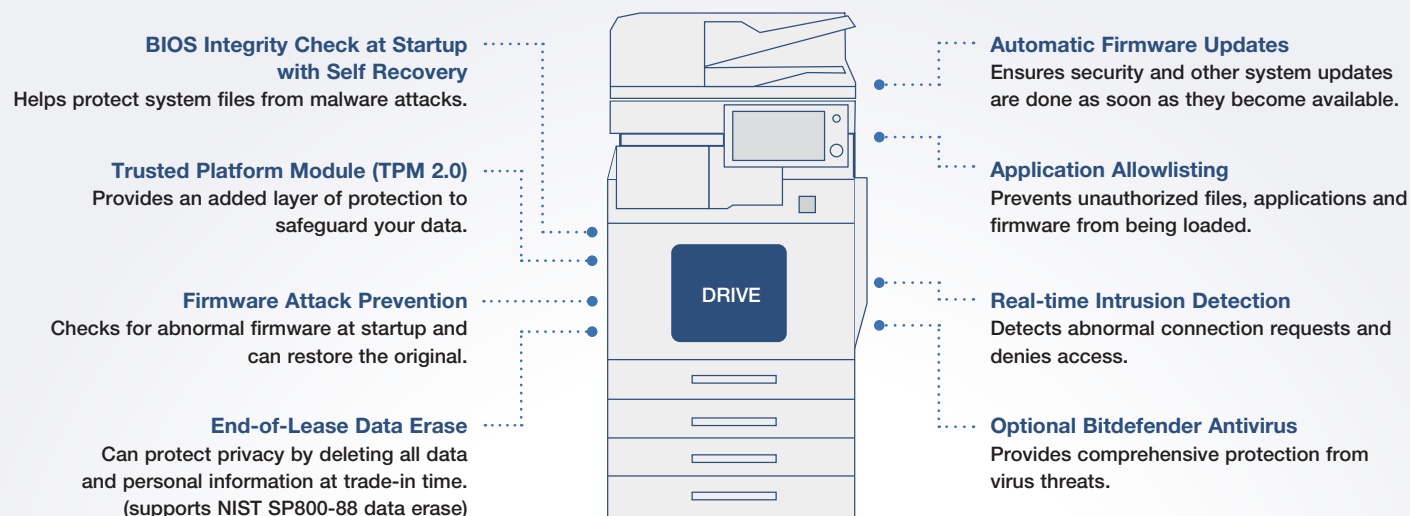 BIOS Integrity Check at Startup
with Self Recovery
Helps protect system files from malware attacks.
Trusted Platform Module (TPM 2.0)
Provides an added layer of protection to
safeguard your data.
Firmware Attack Prevention
Checks for abnormal firmware at startup and
can restore the original.
End-of-Lease Data Erase
Can protect privacy by deleting all data
and personal information at trade-in time.
(supports NIST SP800-88 data erase)
DRIVE
Automatic Firmware Updates
Ensures security and other system updates
are done as soon as they become available.
Application Allowlisting
Prevents unauthorized files, applications and
firmware from being loaded.
Real-time Intrusion Detection
Detects abnormal connection requests and
denies access.
Optional Bitdefender Antivirus
Provides comprehensive protection from
virus threats.